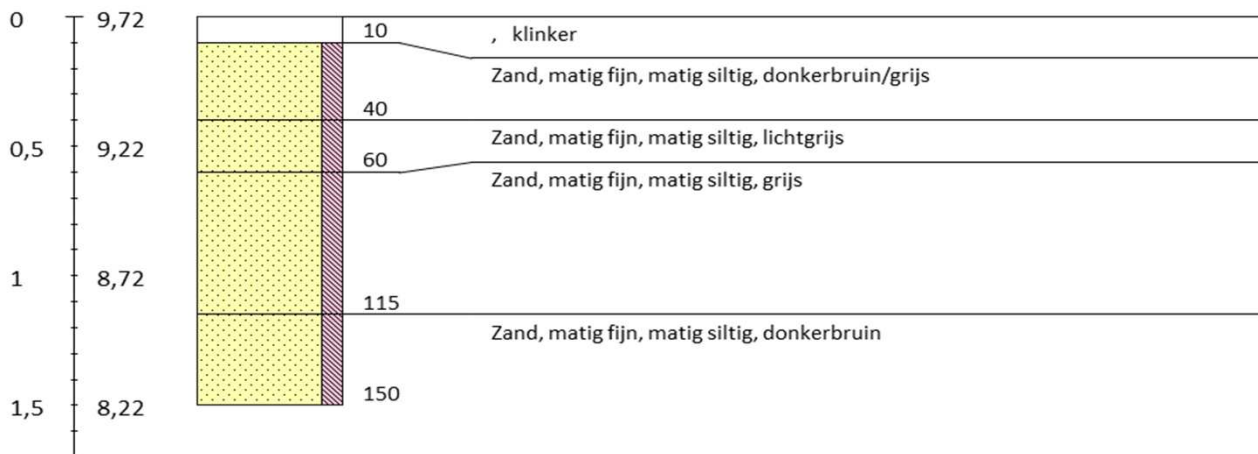 0 9,72
10 , klinker
Zand, matig fijn, matig siltig, donkerbruin/grijs
40
Zand, matig fijn, matig siltig, lichtgrijs
0,5 9,22
60
Zand, matig fijn, matig siltig, grijs
1 8,72
115
Zand, matig fijn, matig siltig, donkerbruin
150
1,5 8,22